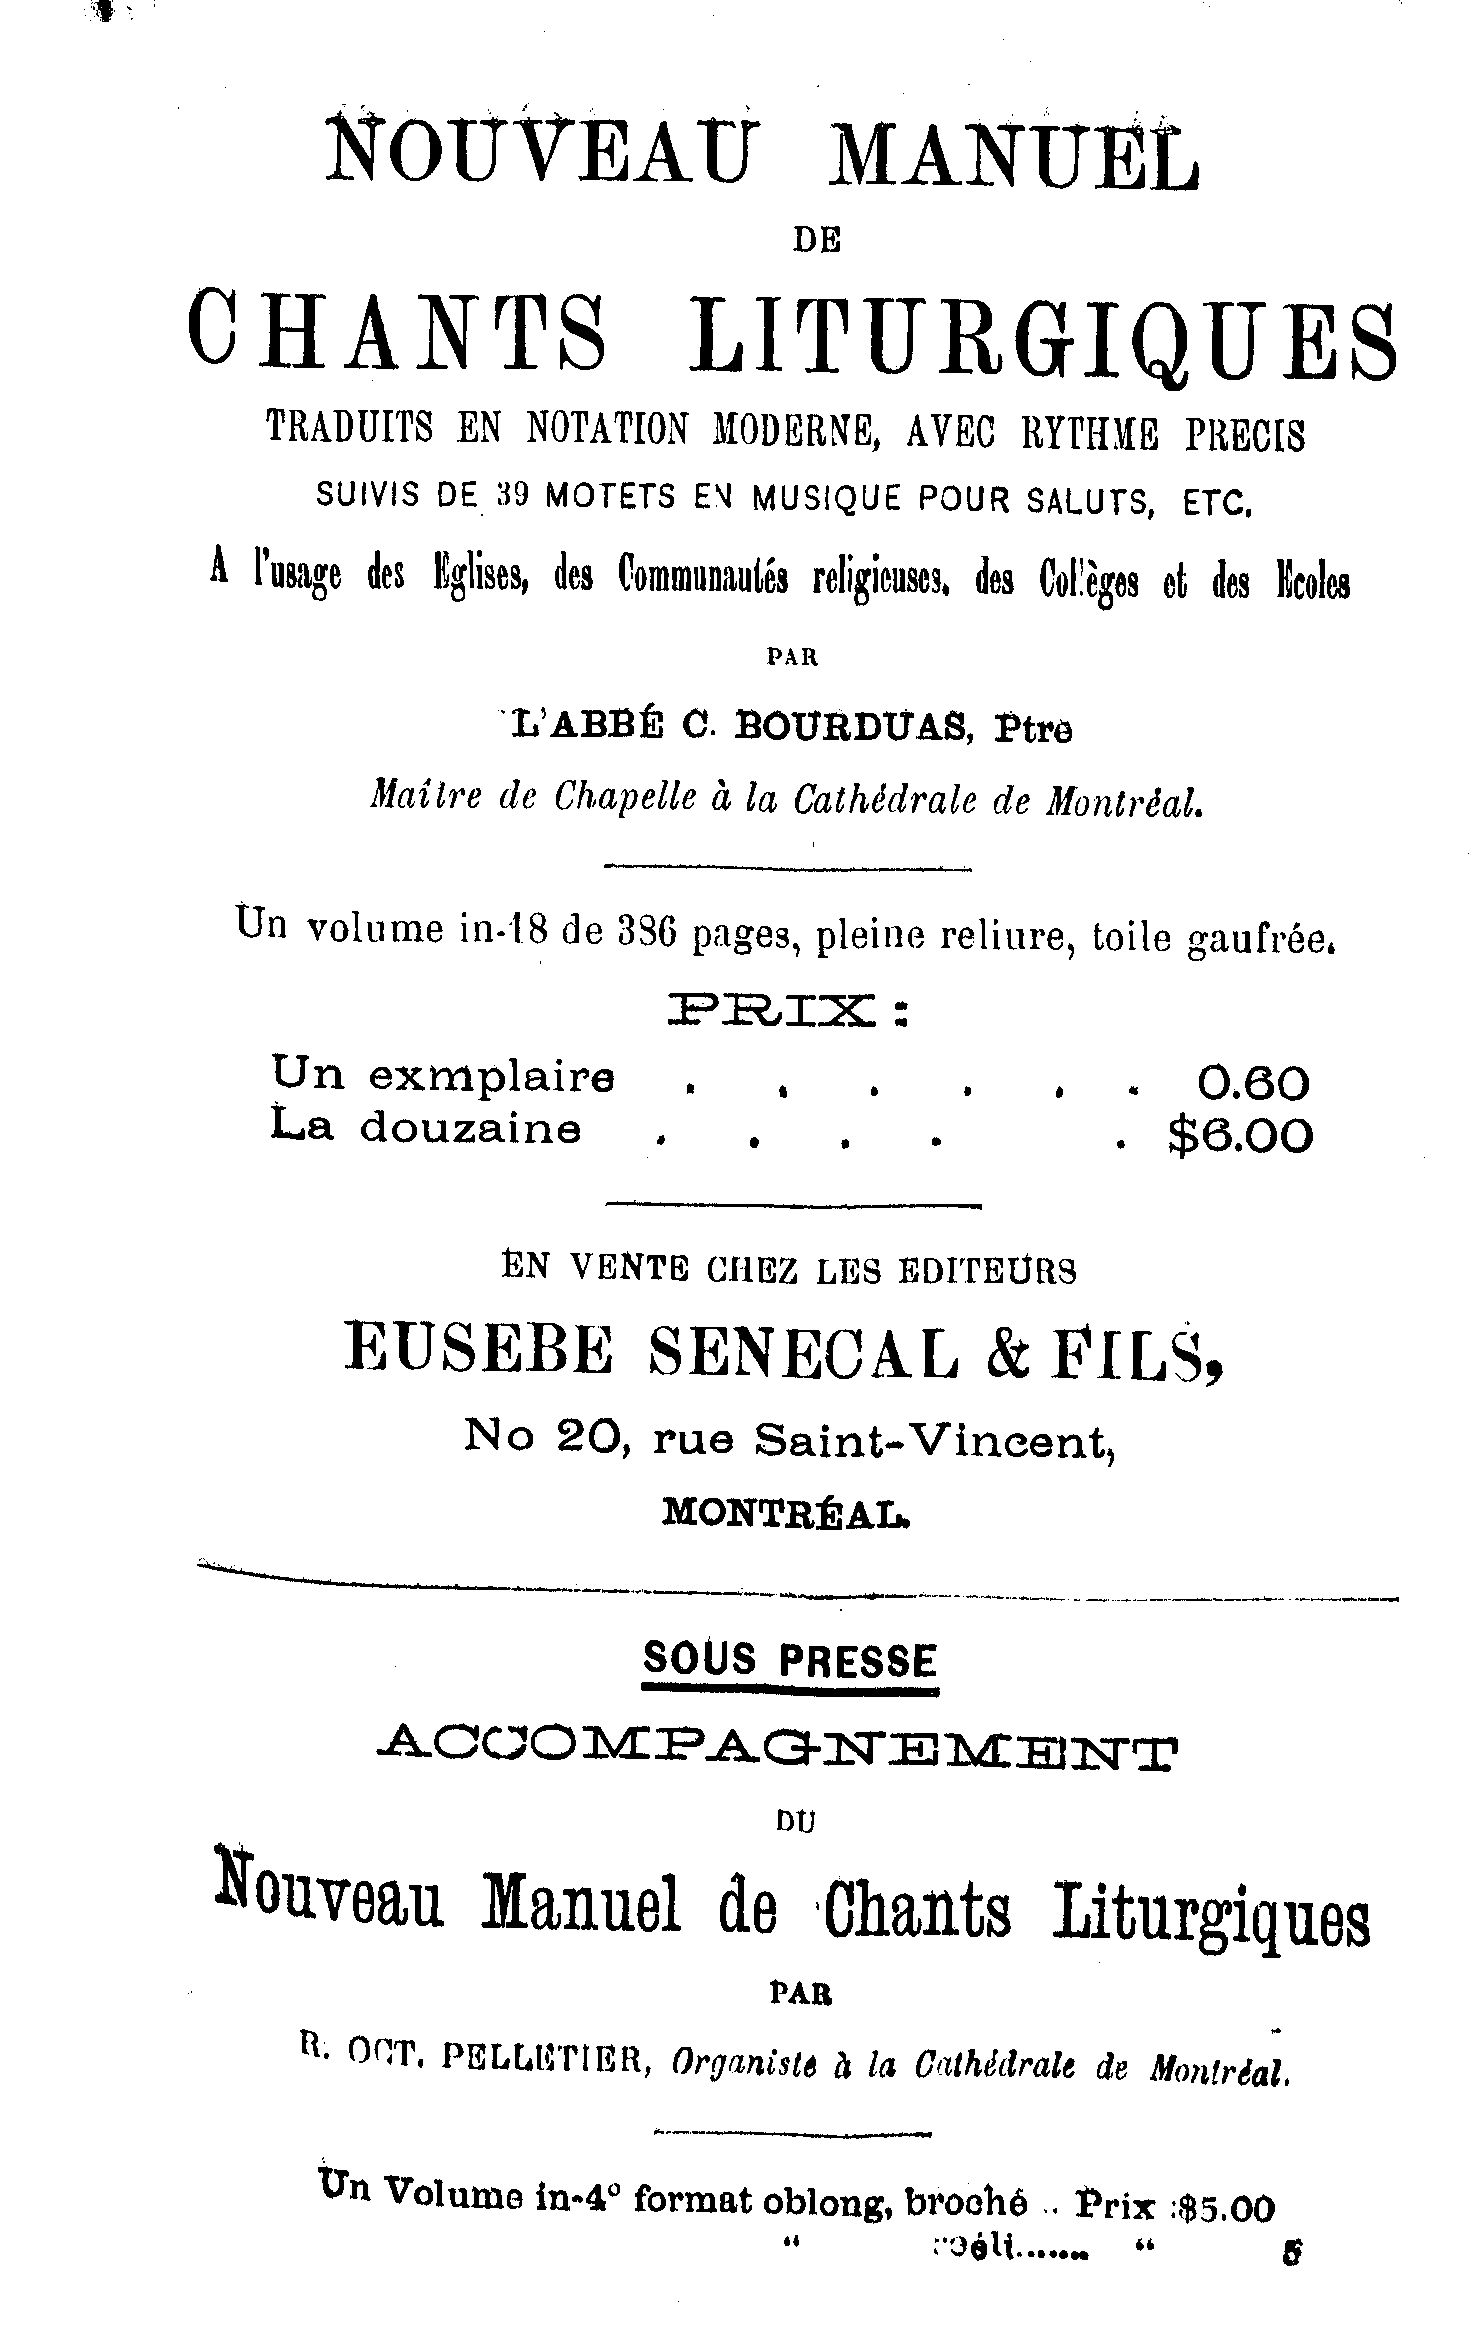 NOUVEAU MANUEL
DE
CHANTS LITURGIQUES
TRADUITS EN NOTATION MODERNE, AVEC RYTHME PRECIS
SUIVIS DE 39 MOTETS EN MUSIQUE POUR SALUTS, ETC.
A l'usage des Eglises, des Communautés religieuses, des Collèges et des Ecoles
PAR
L'ABBÉ C. BOURDUAS, Ptre
Maître de Chapelle à la Cathédrale de Montréal.
Un volume in-18 de 386 pages, pleine reliure, toile gaufrée.
PRIX :
Un exmplaire . . . . . . 0.60
La douzaine . . . . . $6.00
EN VENTE CHEZ LES EDITEURS
EUSEBE SENECAL & FILS,
No 20, rue Saint-Vincent,
MONTRÉAL.
SOUS PRESSE
ACCOMPAGNEMENT
DU
Nouveau Manuel de Chants Liturgiques
PAR
R. OCT. PELLETIER, Organiste à la Cathédrale de Montréal.
Un Volume in-4° format oblong, broché .. Prix :$5.00
“ “